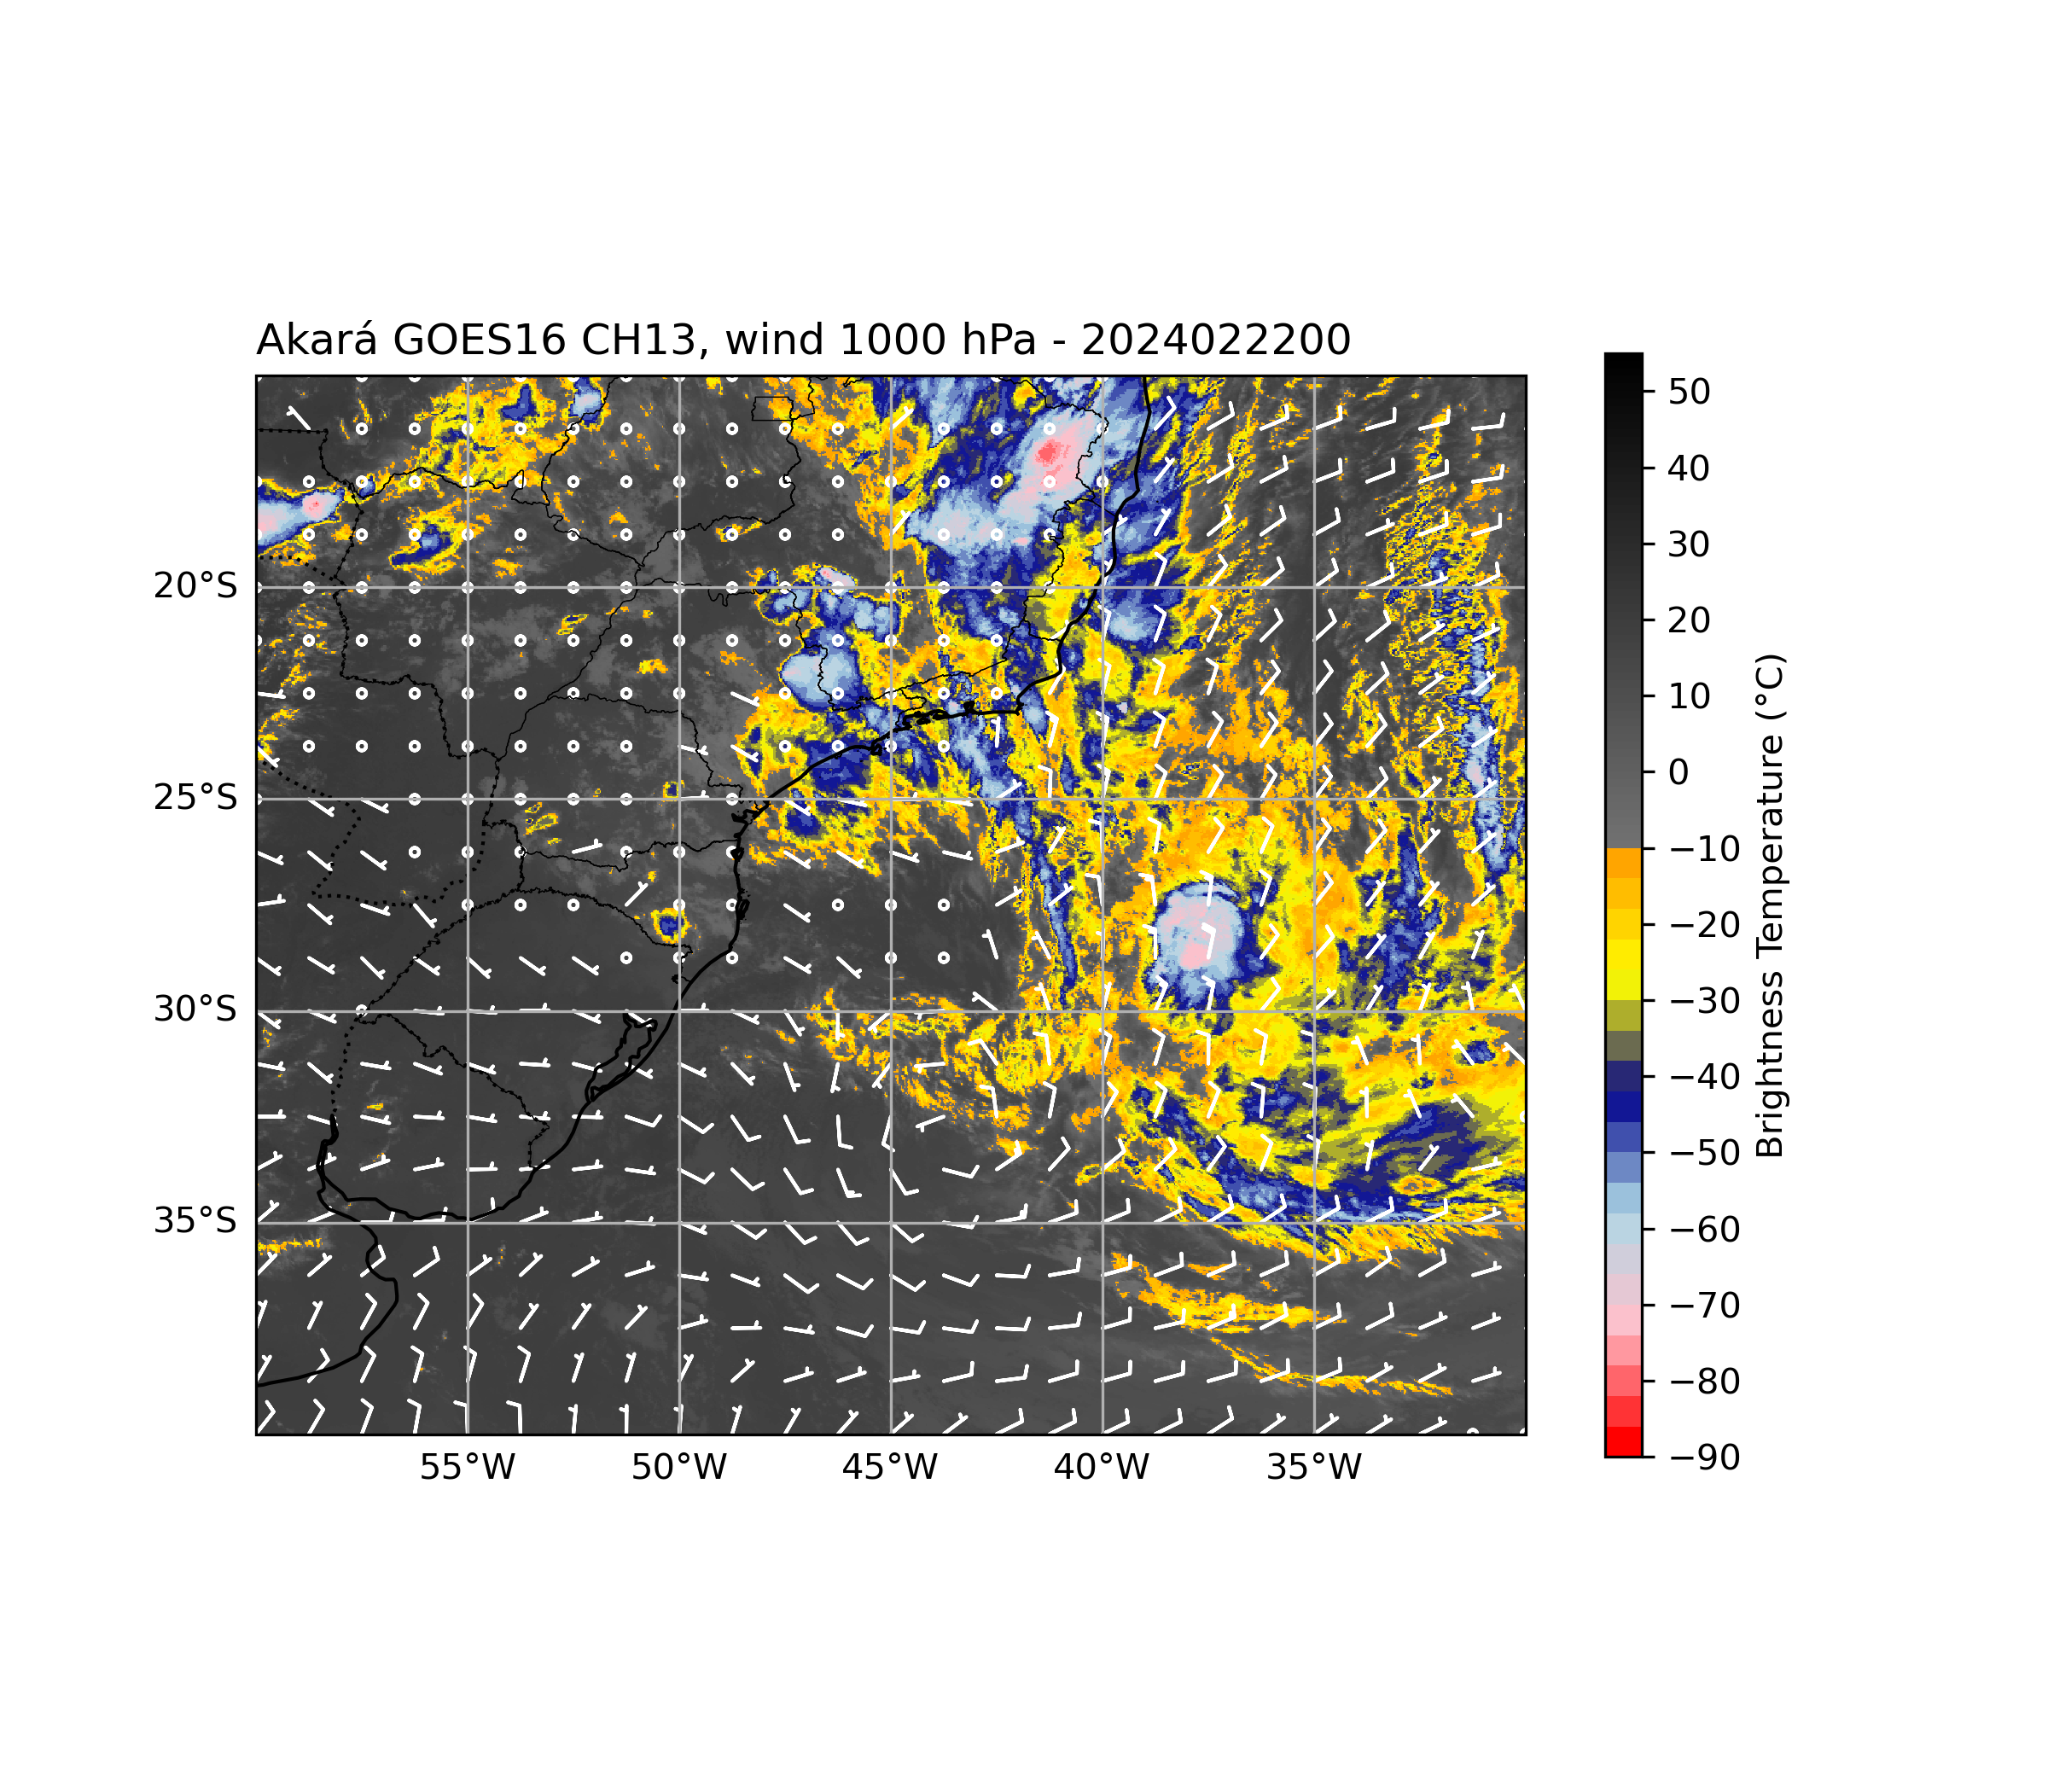 Akará GOES16 CH13, wind 1000 hPa - 2024022200
20°S
25°S
30°S
35°S
55°W
50°W
45°W
40°W
35°W
50
40
30
20
10
0
−10
−20
−30
−40
−50
−60
−70
−80
−90
Brightness Temperature (°C)